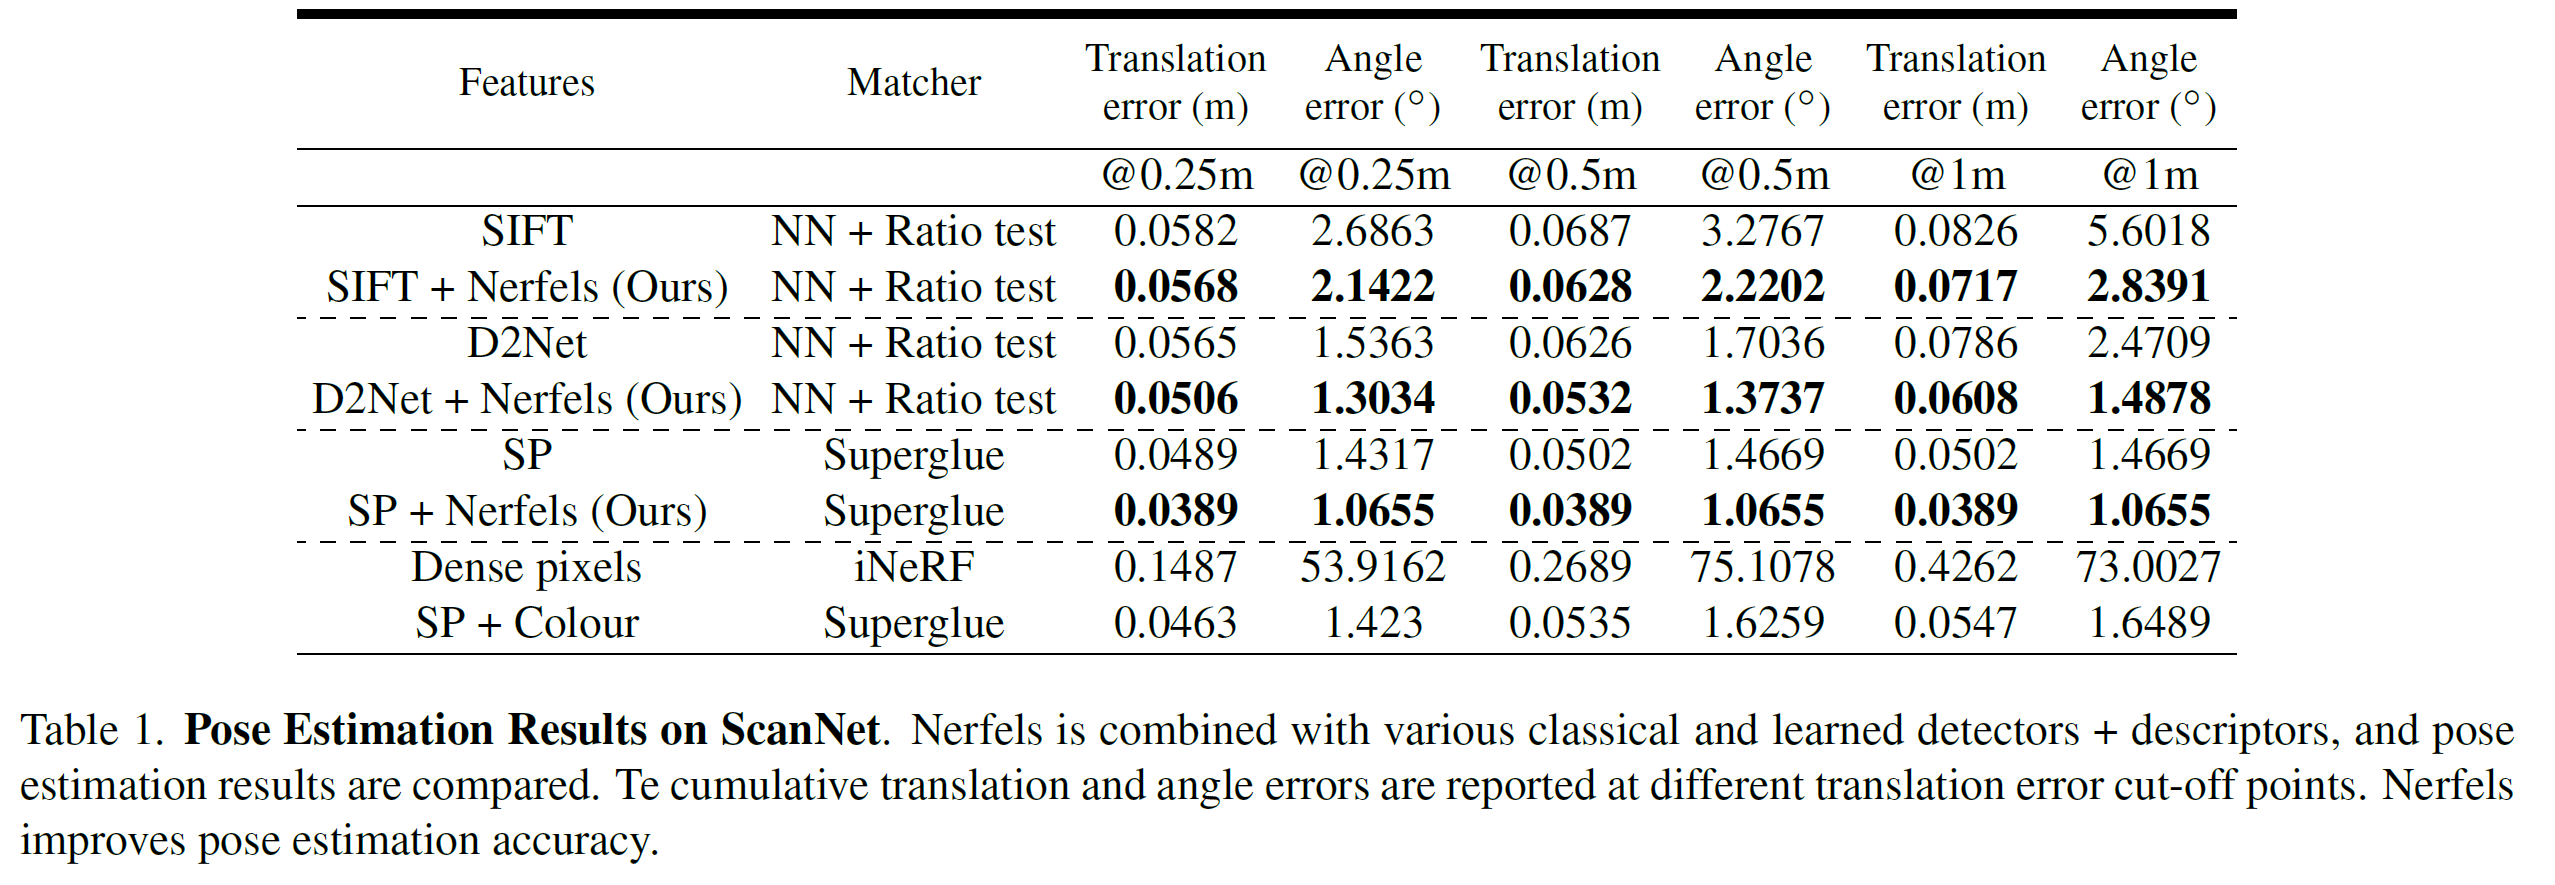 Features Matcher Translation error (m) Angle error (°) Translation error (m) Angle error (°) Translation error (m) Angle error (°)
@0.25m @0.25m @0.5m @0.5m @1m @1m
SIFT NN + Ratio test 0.0582 2.6863 0.0687 3.2767 0.0826 5.6018
SIFT + Nerfels (Ours) NN + Ratio test 0.0568 2.1422 0.0628 2.2202 0.0717 2.8391
D2Net NN + Ratio test 0.0565 1.5363 0.0626 1.7036 0.0786 2.4709
D2Net + Nerfels (Ours) NN + Ratio test 0.0506 1.3034 0.0532 1.3737 0.0608 1.4878
SP Superglue 0.0489 1.4317 0.0502 1.4669 0.0502 1.4669
SP + Nerfels (Ours) Superglue 0.0389 1.0655 0.0389 1.0655 0.0389 1.0655
Dense pixels iNeRF 0.1487 53.9162 0.2689 75.1078 0.4262 73.0027
SP + Colour Superglue 0.0463 1.423 0.0535 1.6259 0.0547 1.6489
Table 1. Pose Estimation Results on ScanNet. Nerfels is combined with various classical and learned detectors + descriptors, and pose
estimation results are compared. Te cumulative translation and angle errors are reported at different translation error cut-off points. Nerfels
improves pose estimation accuracy.